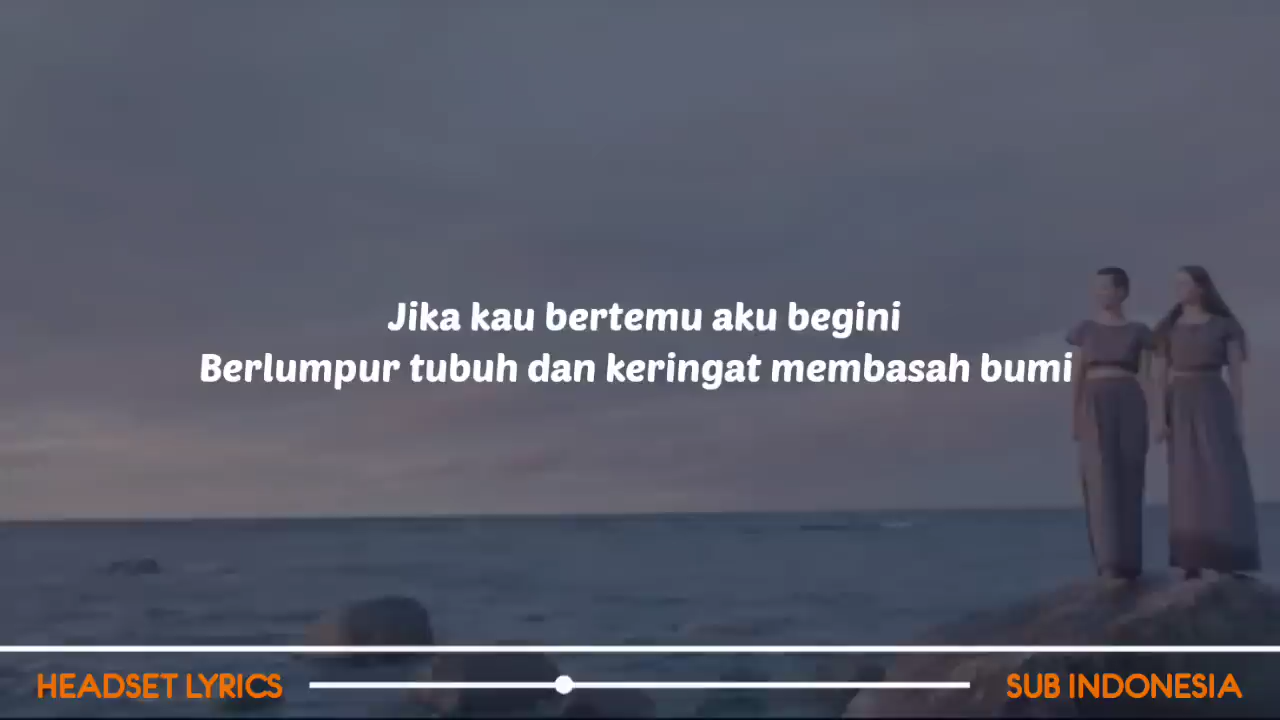 Jika kau bertemu aku begini
Berlumpur tubuh dan keringat membasah bumi
HEADSET LYRICS
SUB INDONESIA